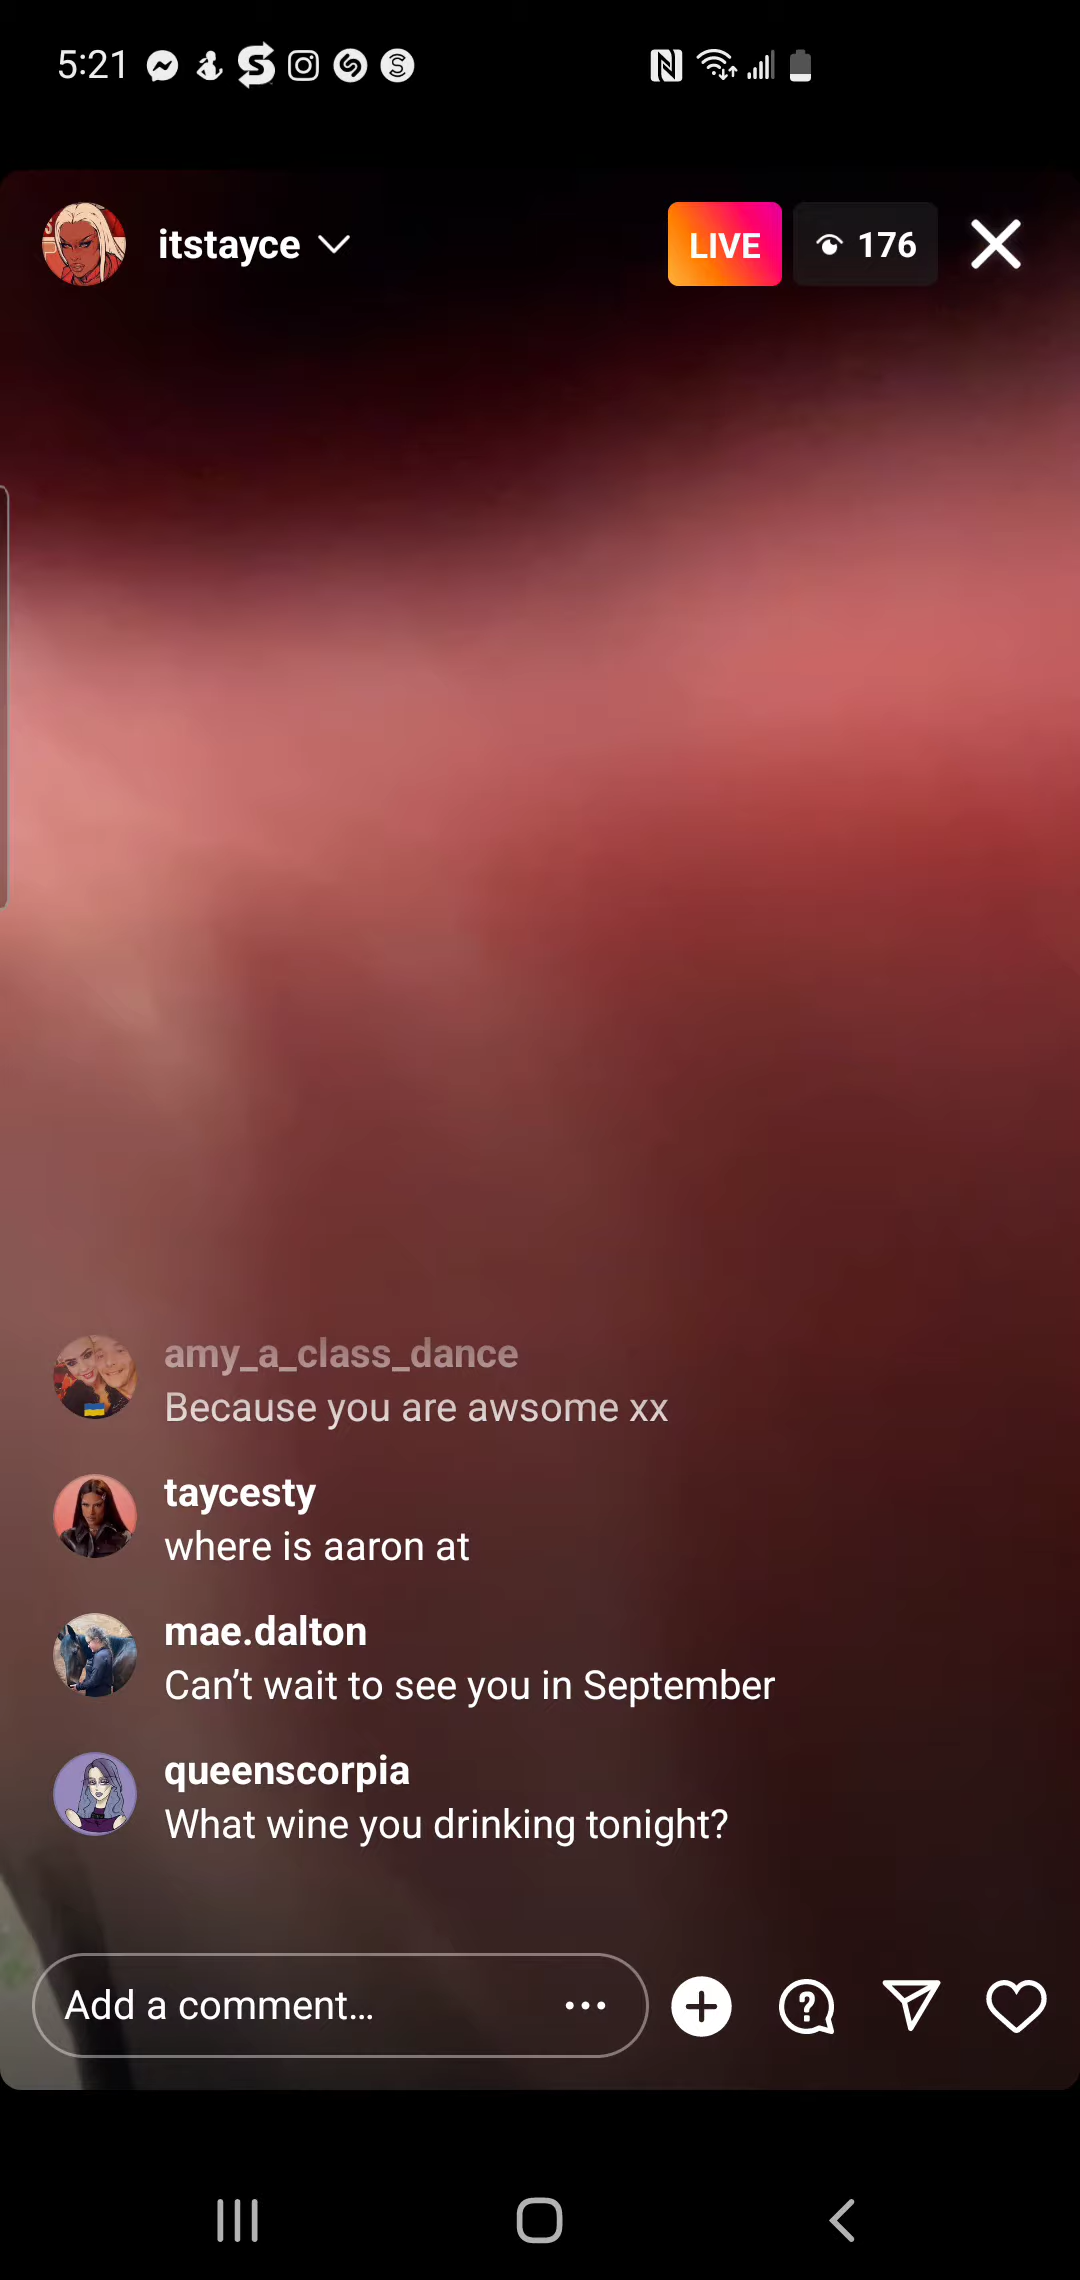 5:21
itstayce
LIVE
176
amy_a_class_dance
Because you are awsome xx
taycesty
where is aaron at
mae.dalton
Can’t wait to see you in September
queenscorpia
What wine you drinking tonight?
Add a comment…